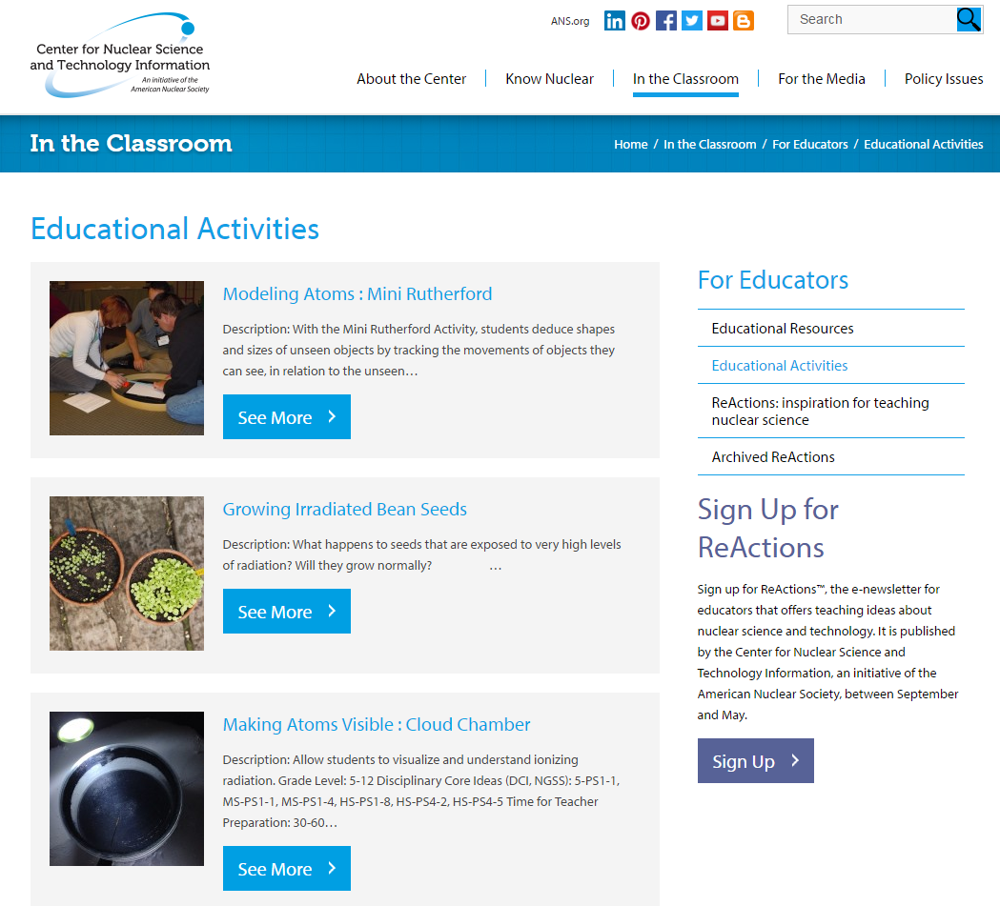 ANS.org
Search
Center for Nuclear Science
and Technology Information
An initiative of the
American Nuclear Society
About the Center
Know Nuclear
In the Classroom
For the Media
Policy Issues
In the Classroom
Home / In the Classroom / For Educators / Educational Activities
Educational Activities
Modeling Atoms : Mini Rutherford
Description: With the Mini Rutherford Activity, students deduce shapes
and sizes of unseen objects by tracking the movements of objects they
can see, in relation to the unseen…
See More
Growing Irradiated Bean Seeds
Description: What happens to seeds that are exposed to very high levels
of radiation? Will they grow normally? …
See More
Making Atoms Visible : Cloud Chamber
Description: Allow students to visualize and understand ionizing
radiation. Grade Level: 5-12 Disciplinary Core Ideas (DCI, NGSS): 5-PS1-1,
MS-PS1-1, MS-PS1-4, HS-PS1-8, HS-PS4-2, HS-PS4-5 Time for Teacher
Preparation: 30-60…
See More
For Educators
Educational Resources
Educational Activities
ReActions: inspiration for teaching
nuclear science
Archived ReActions
Sign Up for
ReActions
Sign up for ReActions™, the e-newsletter for
educators that offers teaching ideas about
nuclear science and technology. It is published
by the Center for Nuclear Science and
Technology Information, an initiative of the
American Nuclear Society, between September
and May.
Sign Up